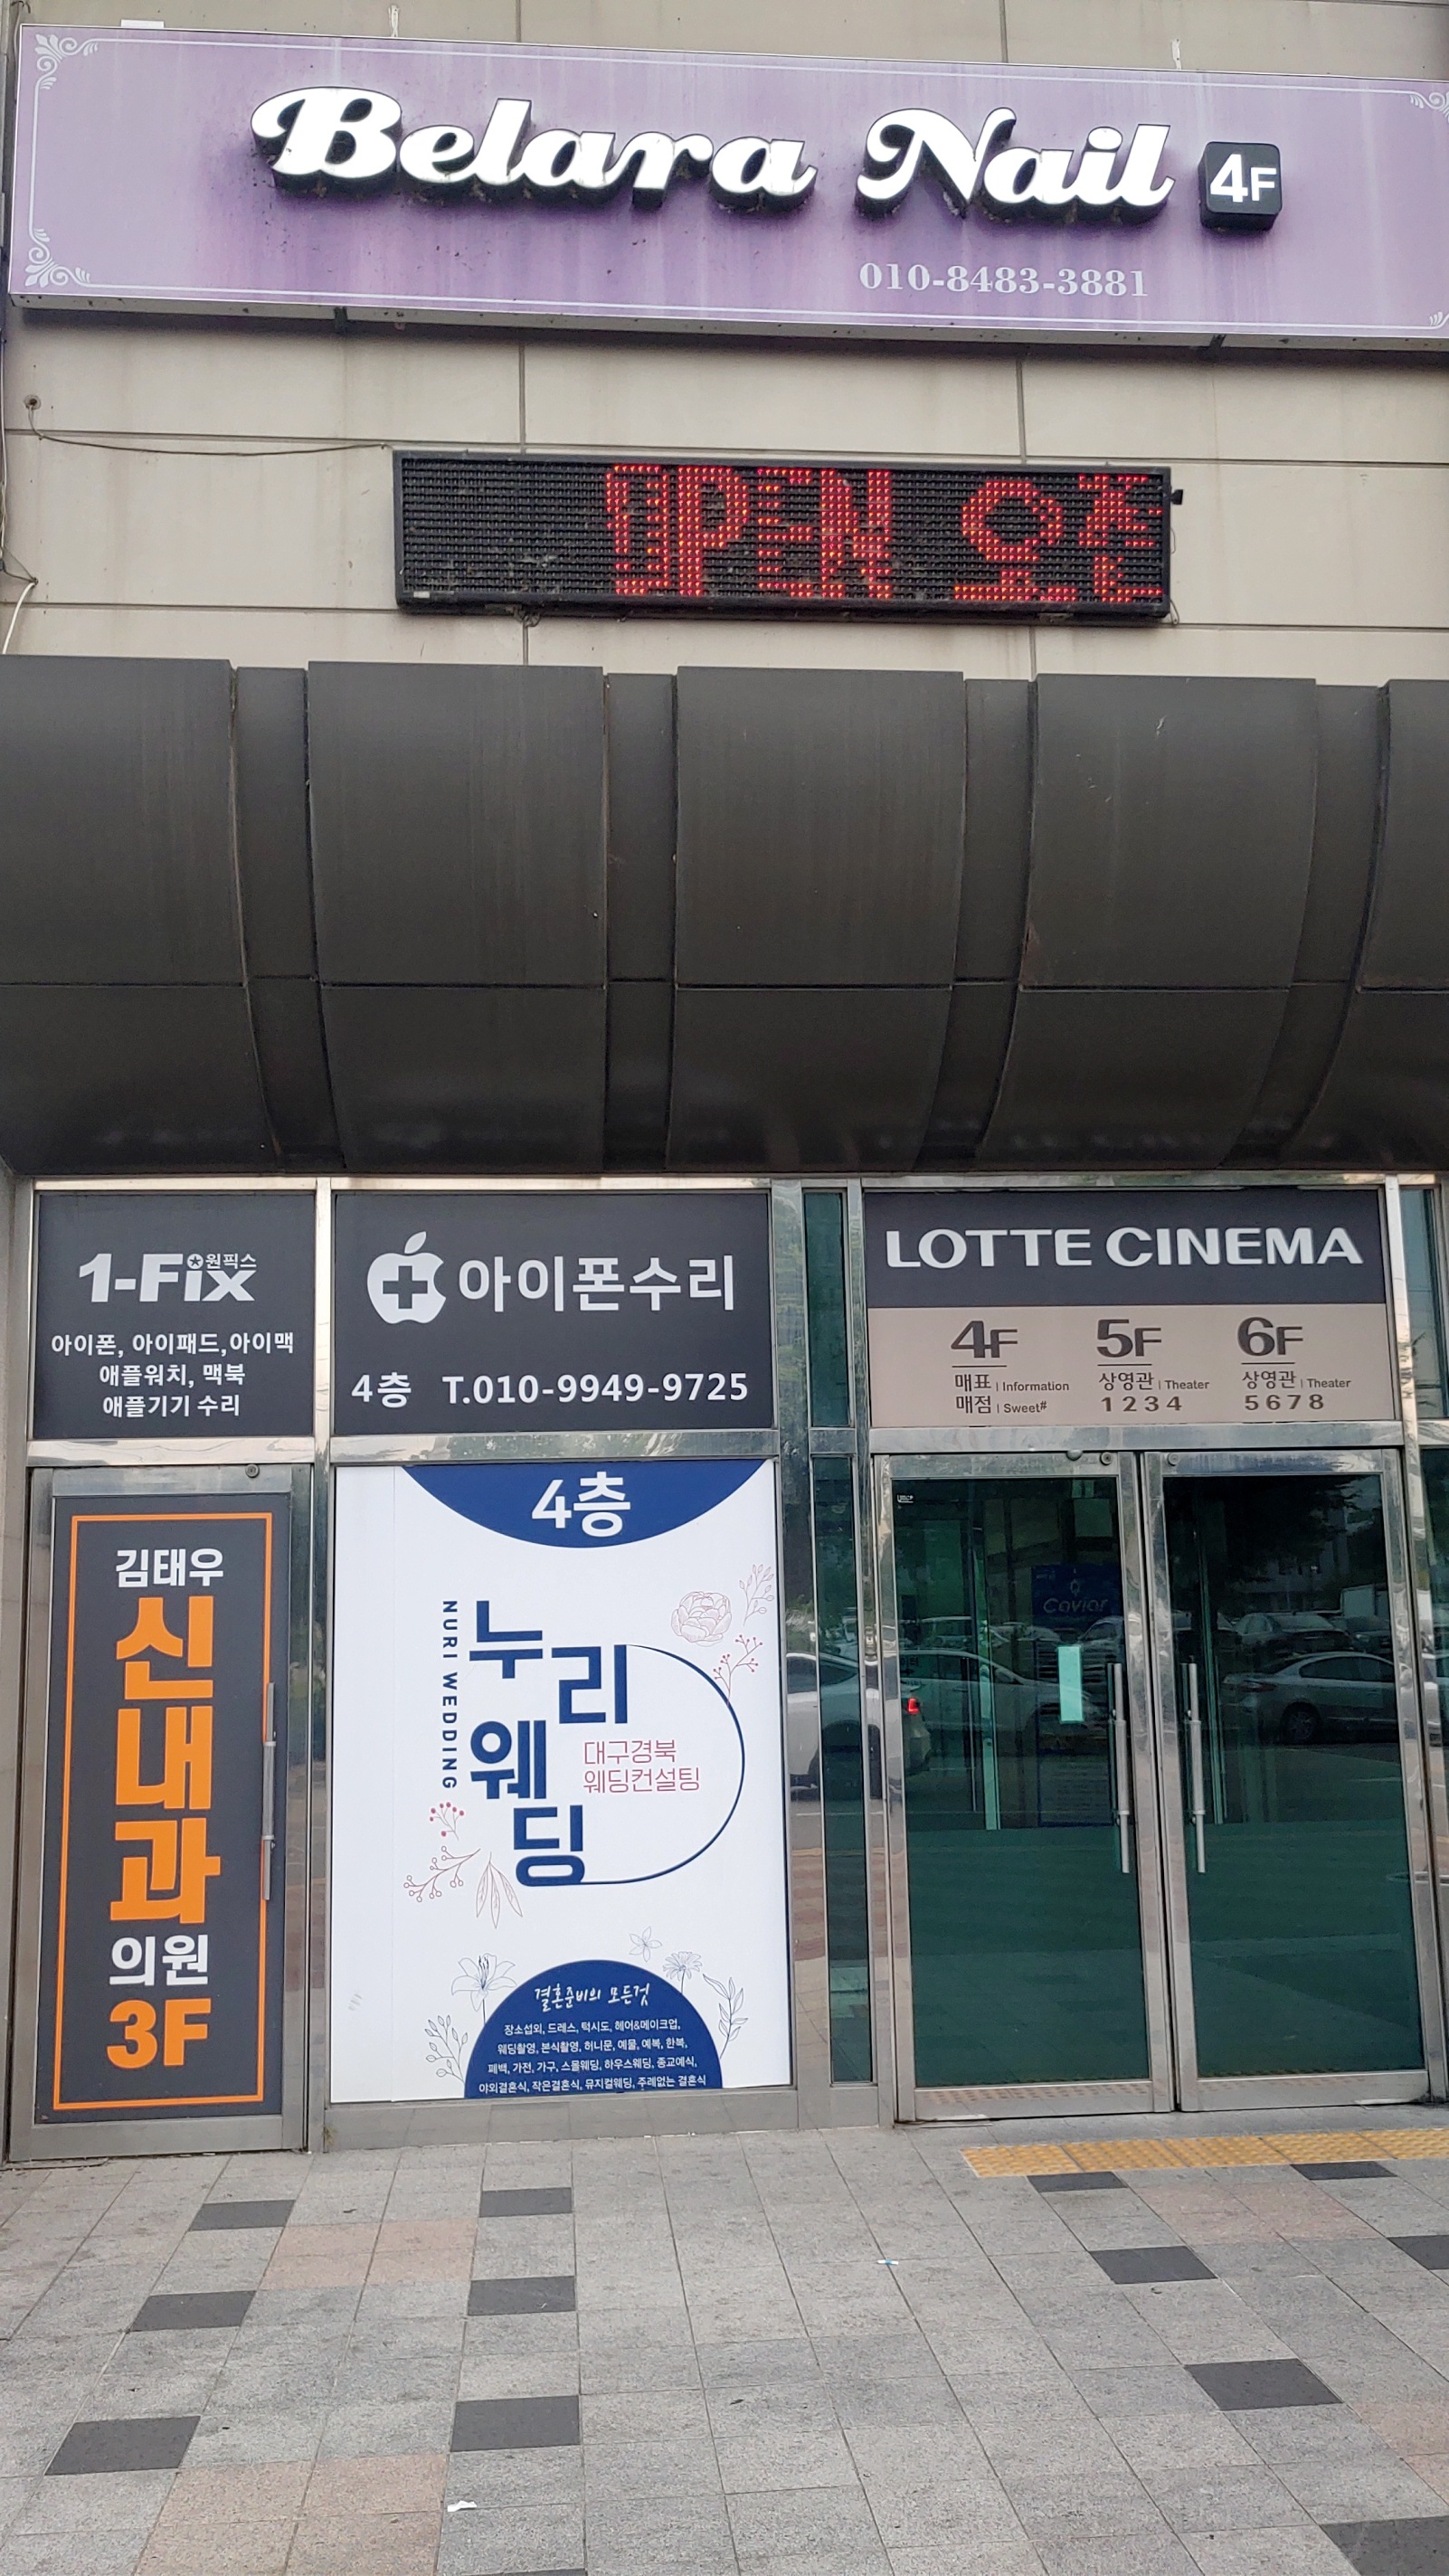 Belara Nail 4F
010-8483-3881
OPEN 오전
1-Fix 원픽스
아이폰, 아이패드,아이맥
애플워치, 맥북
애플기기 수리
아이폰수리
4층 T.010-9949-9725
LOTTE CINEMA
4F
매표 | Information
매점 | Sweet#
5F
상영관 | Theater
1 2 3 4
6F
상영관 | Theater
5 6 7 8
김태우
신내과
의원
3F
4층
NURI WEDDING
누리
웨딩
대구경북
웨딩컨설팅
결혼준비의 모든것
장소섭외, 드레스, 턱시도, 헤어&메이크업,
웨딩촬영, 본식촬영, 허니문, 예물, 예복, 한복,
폐백, 가전, 가구, 스몰웨딩, 하우스웨딩, 종교예식,
야외결혼식, 작은결혼식, 뮤지컬웨딩, 주례없는 결혼식
Caviar